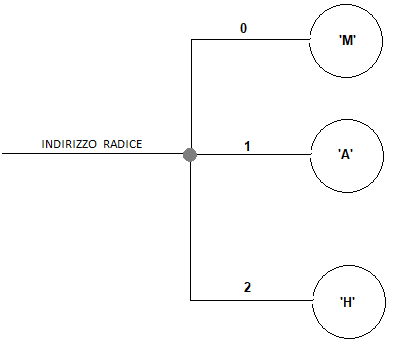 0
'M'
INDIRIZZO RADICE
1
'A'
2
'H'